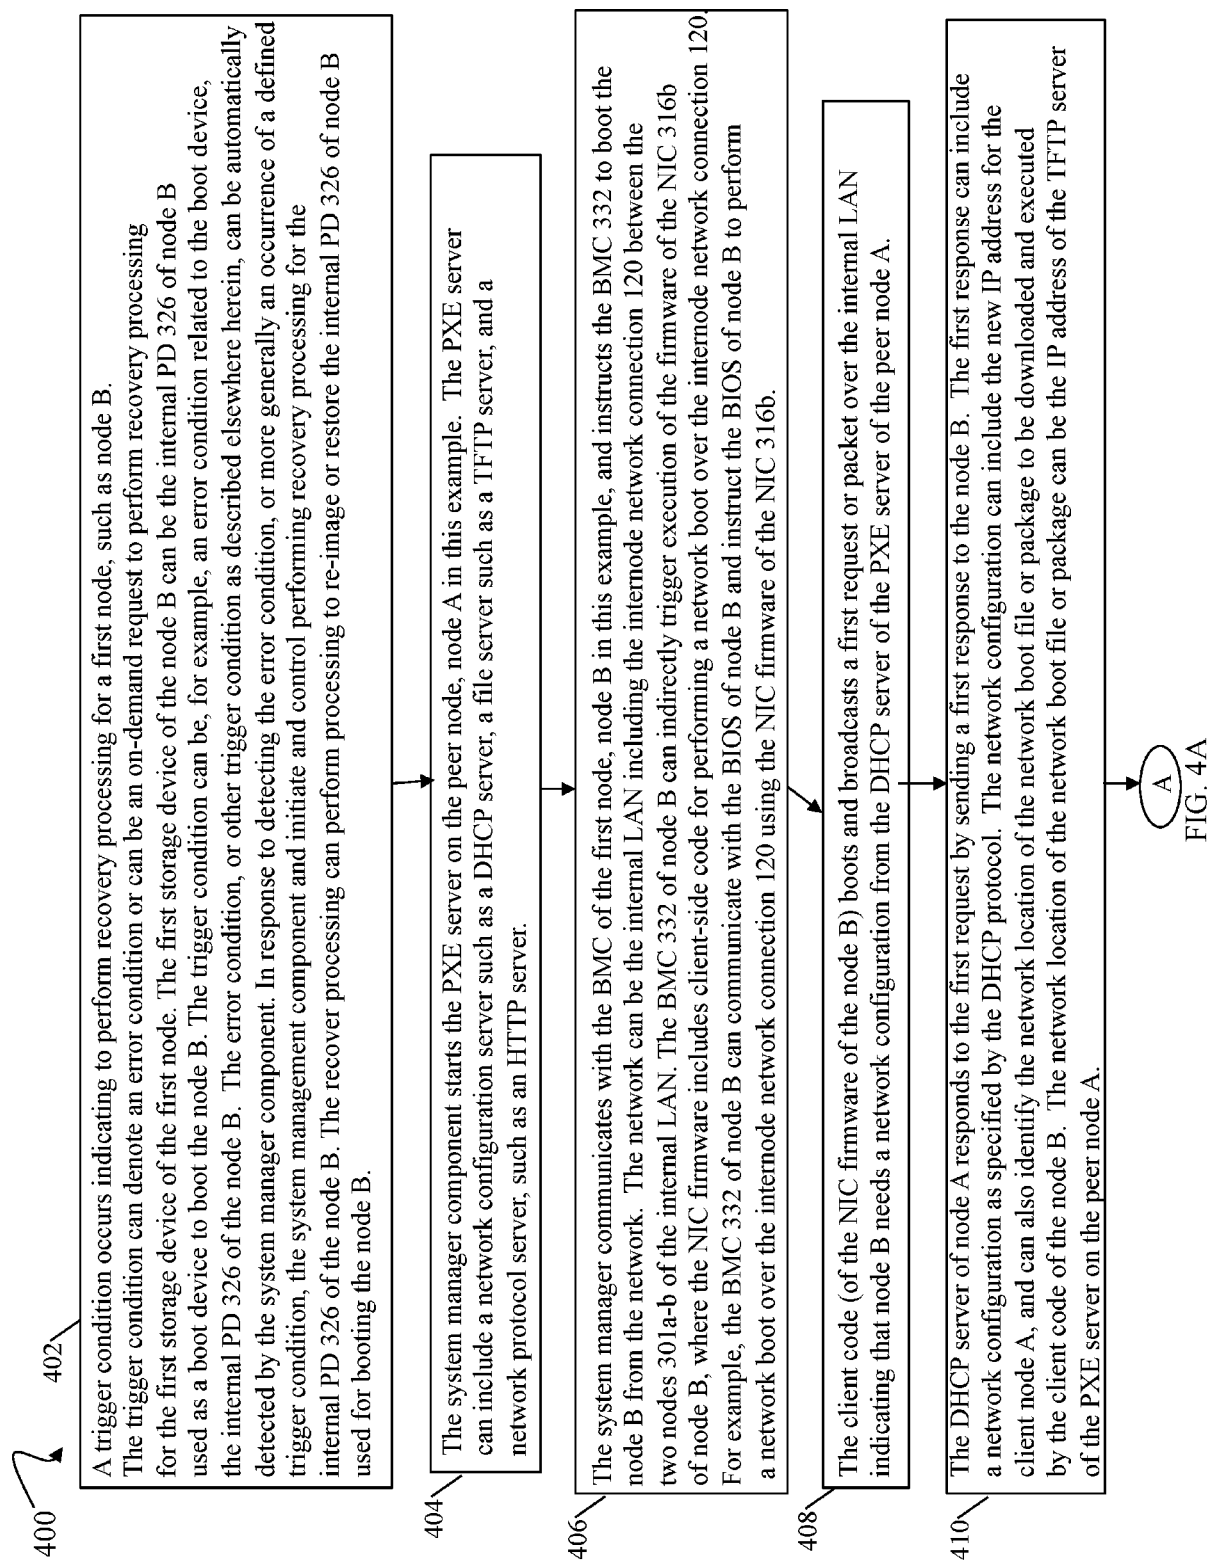 400
402
A trigger condition occurs indicating to perform recovery processing for a first node, such as node B.
The trigger condition can denote an error condition or can be an on-demand request to perform recovery processing
for the first storage device of the first node. The first storage device of the node B can be the internal PD 326 of node B
used as a boot device to boot the node B. The trigger condition can be, for example, an error condition related to the boot device,
the internal PD 326 of the node B.  The error condition, or other trigger condition as described elsewhere herein, can be automatically
detected by the system manager component. In response to detecting the error condition, or more generally an occurrence of a defined
trigger condition, the system management component and initiate and control performing recovery processing for the
internal PD 326 of the node B. The recover processing can perform processing to re-image or restore the internal PD 326 of node B
used for booting the node B.
404
The system manager component starts the PXE server on the peer node, node A in this example.  The PXE server
can include a network configuration server such as a DHCP server, a file server such as a TFTP server, and a
network protocol server, such as an HTTP server.
406
The system manager communicates with the BMC of the first node, node B in this example, and instructs the BMC 332 to boot the
node B from the network.  The network can be the internal LAN including the internode network connection 120 between the
two nodes 301a-b of the internal LAN. The BMC 332 of node B can indirectly trigger execution of the firmware of the NIC 316b
of node B, where the NIC firmware includes client-side code for performing a network boot over the internode network connection 120.
For example, the BMC 332 of node B can communicate with the BIOS of node B and instruct the BIOS of node B to perform
a network boot over the internode network connection 120 using the NIC firmware of the NIC 316b.
408
The client code (of the NIC firmware of the node B) boots and broadcasts a first request or packet over the internal LAN
indicating that node B needs a network configuration from the DHCP server of the PXE server of the peer node A.
410
The DHCP server of node A responds to the first request by sending a first response to the node B.  The first response can include
a network configuration as specified by the DHCP protocol.  The network configuration can include the new IP address for the
client node A, and can also identify the network location of the network boot file or package to be downloaded and executed
by the client code of the node B.  The network location of the network boot file or package can be the IP address of the TFTP server
of the PXE server on the peer node A.
A
FIG. 4A